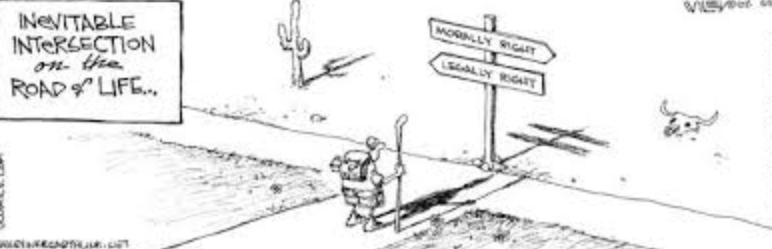 INEVITABLE
INTERSECTION
on the
ROAD of LIFE...
MORALLY RIGHT
LEGALLY RIGHT